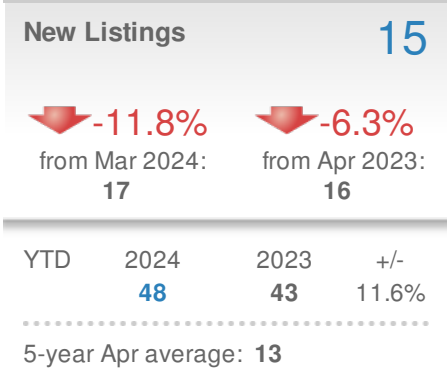 New Listings 15
-11.8% -6.3%
from Mar 2024: from Apr 2023:
17 16
YTD 2024 2023 +/-
48 43 11.6%
5-year Apr average: 13